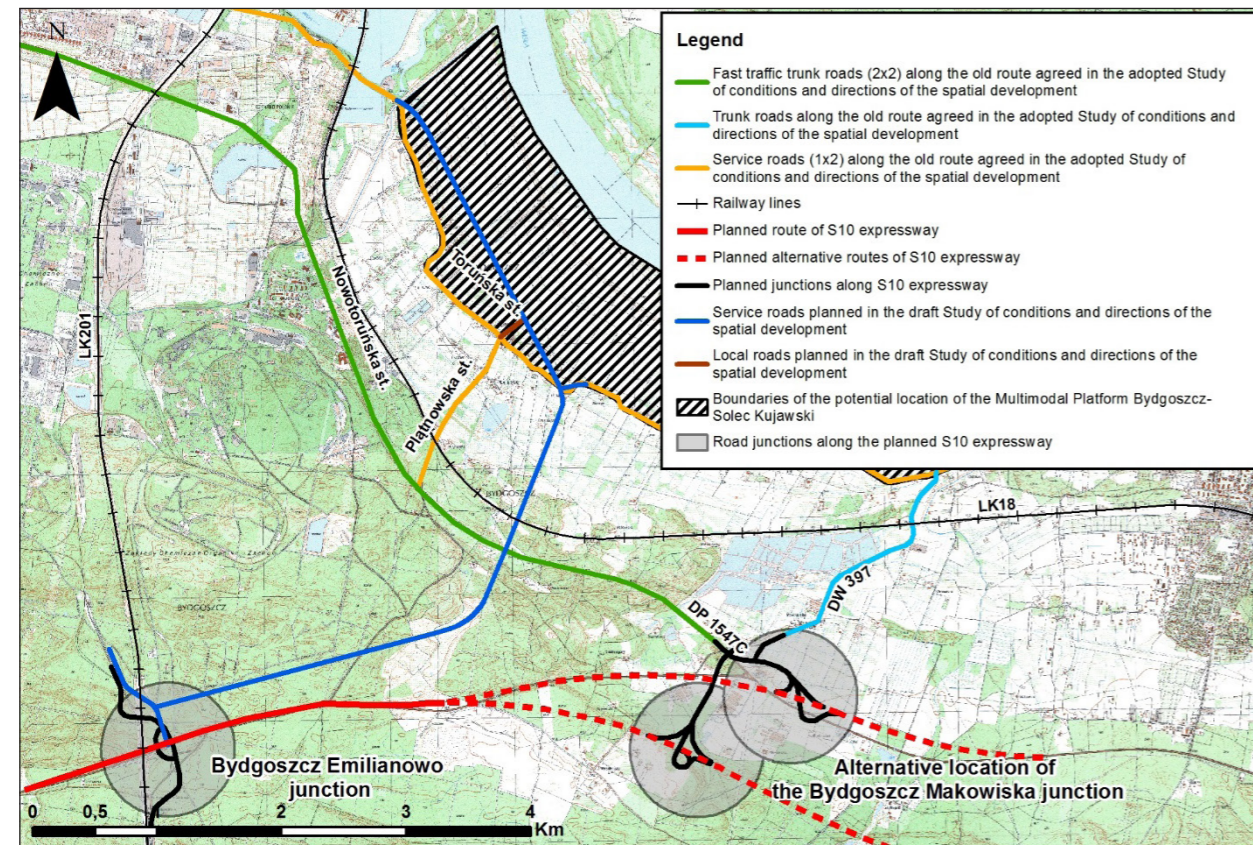 N
Legend
Fast traffic trunk roads (2x2) along the old route agreed in the adopted Study
of conditions and directions of the spatial development
Trunk roads along the old route agreed in the adopted Study of conditions and
directions of the spatial development
Service roads (1x2) along the old route agreed in the adopted Study of
conditions and directions of the spatial development
Railway lines
Planned route of S10 expressway
Planned alternative routes of S10 expressway
Planned junctions along S10 expressway
Service roads planned in the draft Study of conditions and directions of the
spatial development
Local roads planned in the draft Study of conditions and directions of the
spatial development
Boundaries of the potential location of the Multimodal Platform Bydgoszcz-
Solec Kujawski
Road junctions along the planned S10 expressway
LK201
Nowotoruńska st.
Toruńska st.
Plątnowska st.
BYDGOSZCZ
LK18
DW 397
DP 1547C
BYDGOSZCZ
Bydgoszcz Emilianowo
junction
Alternative location of
the Bydgoszcz Makowiska junction
0 0,5 1 2 3 4
Km